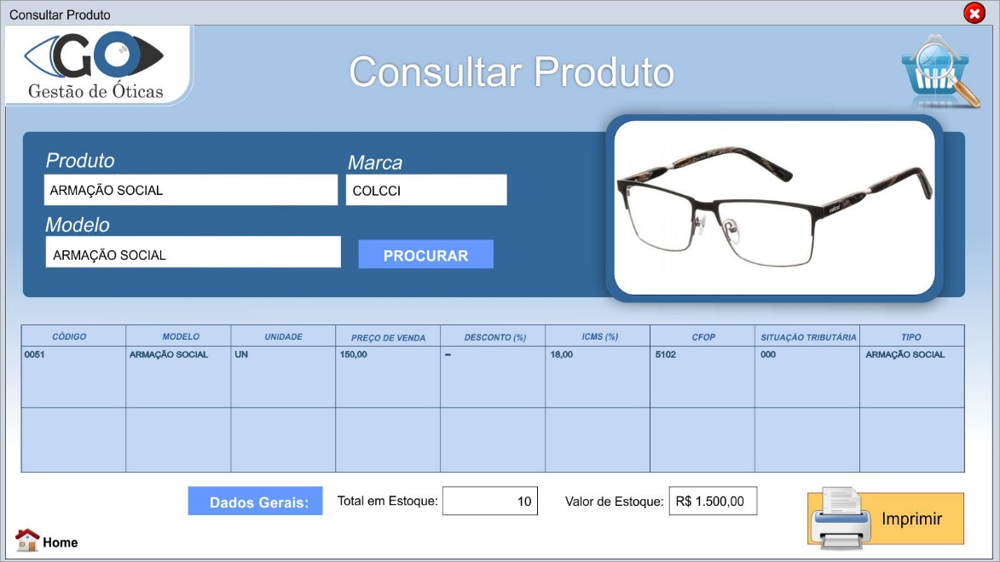 Consultar Produto
GO
Gestão de Óticas
Consultar Produto
Produto
Marca
ARMAÇÃO SOCIAL
COLCCI
Modelo
ARMAÇÃO SOCIAL
PROCURAR
CÓDIGO MODELO UNIDADE PREÇO DE VENDA DESCONTO (%) ICMS (%) CFOP SITUAÇÃO TRIBUTÁRIA TIPO
0051 ARMAÇÃO SOCIAL UN 150,00 – 18,00 5102 000 ARMAÇÃO SOCIAL
Dados Gerais: Total em Estoque: 10 Valor de Estoque: R$ 1.500,00
Imprimir
Home